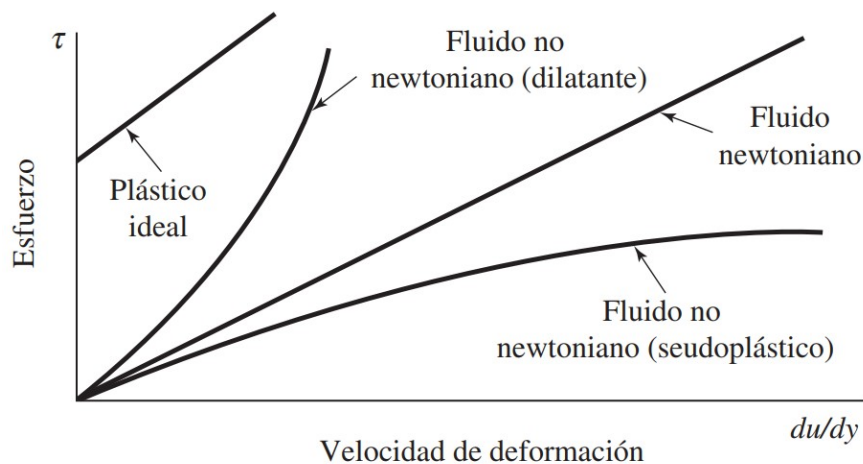 τ
Fluido no
newtoniano (dilatante)
Fluido
newtoniano
Plástico
ideal
Esfuerzo
Fluido no
newtoniano (seudoplástico)
du/dy
Velocidad de deformación